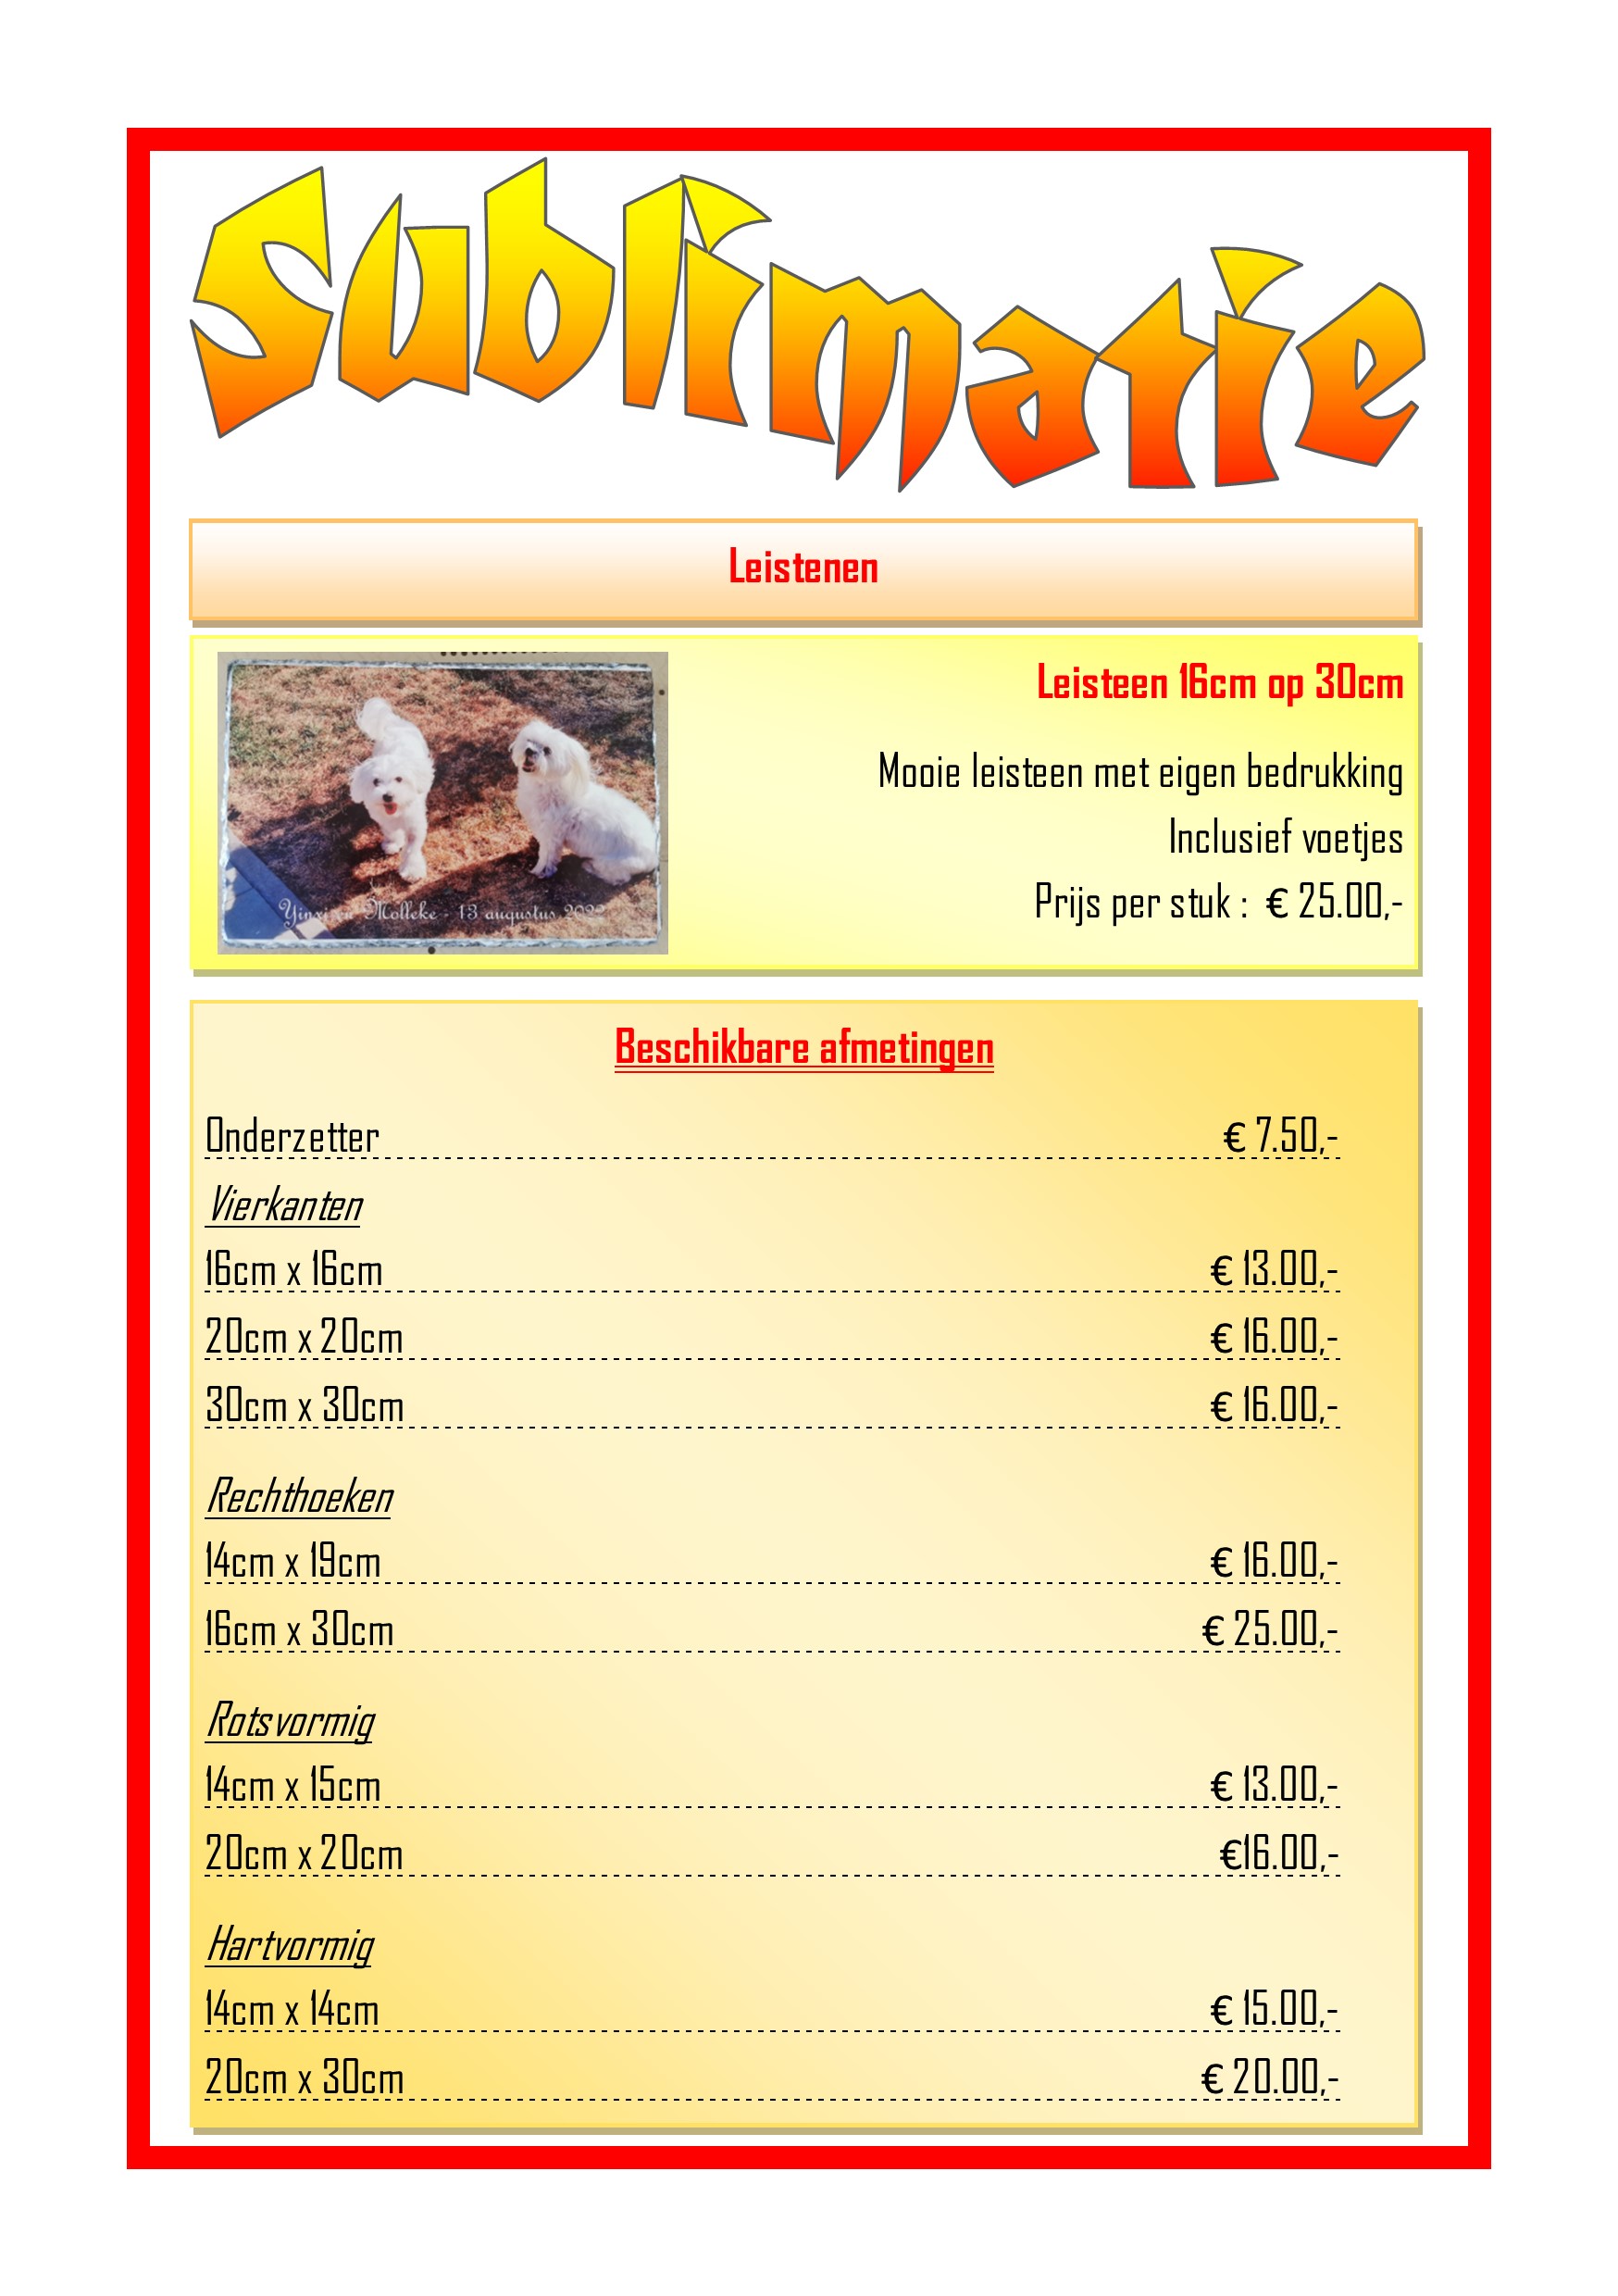 Sublimatie
Leistenen
Leisteen 16cm op 30cm
Mooie leisteen met eigen bedrukking
Inclusief voetjes
Prijs per stuk : € 25.00,-
Yinxi en Molleke - 13 augustus 2022
Beschikbare afmetingen
Onderzetter € 7.50,-
Vierkanten
16cm x 16cm € 13.00,-
20cm x 20cm € 16.00,-
30cm x 30cm € 16.00,-
Rechthoeken
14cm x 19cm € 16.00,-
16cm x 30cm € 25.00,-
Rotsvormig
14cm x 15cm € 13.00,-
20cm x 20cm €16.00,-
Hartvormig
14cm x 14cm € 15.00,-
20cm x 30cm € 20.00,-